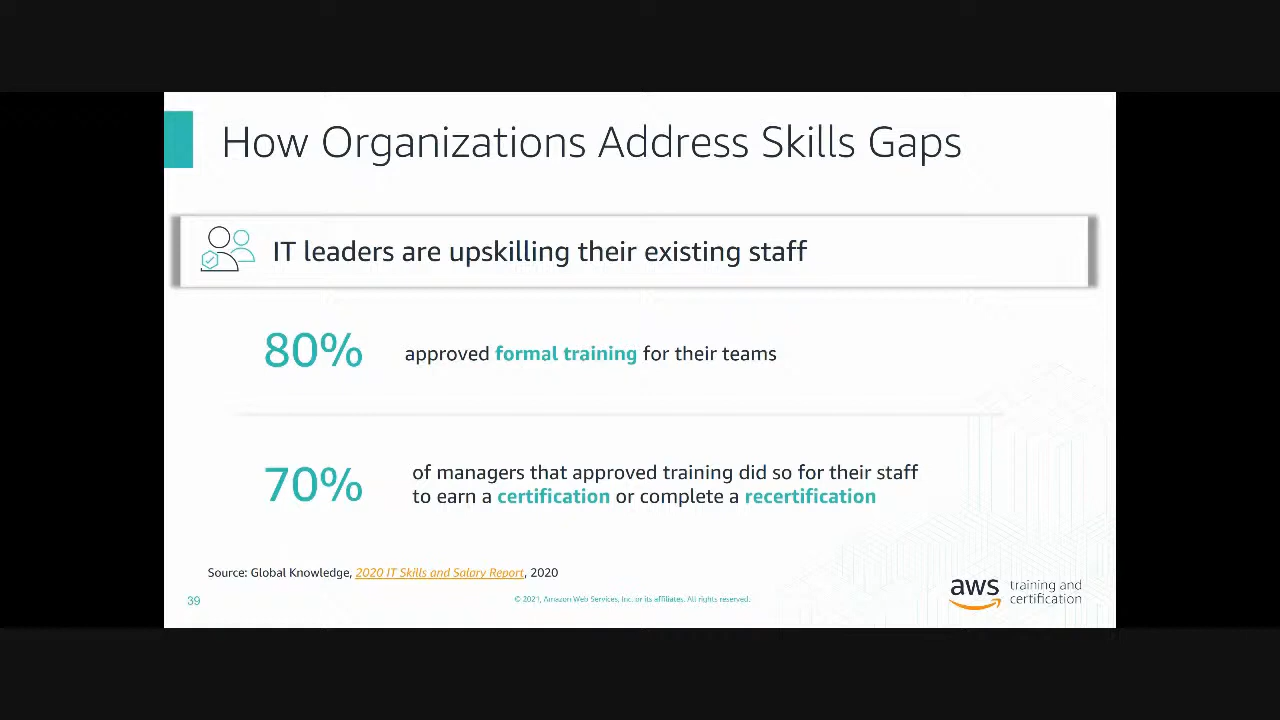 How Organizations Address Skills Gaps
IT leaders are upskilling their existing staff
80% approved formal training for their teams
70% of managers that approved training did so for their staff
to earn a certification or complete a recertification
Source: Global Knowledge, 2020 IT Skills and Salary Report, 2020
39
© 2021, Amazon Web Services, Inc. or its affiliates. All rights reserved.
aws training and
certification